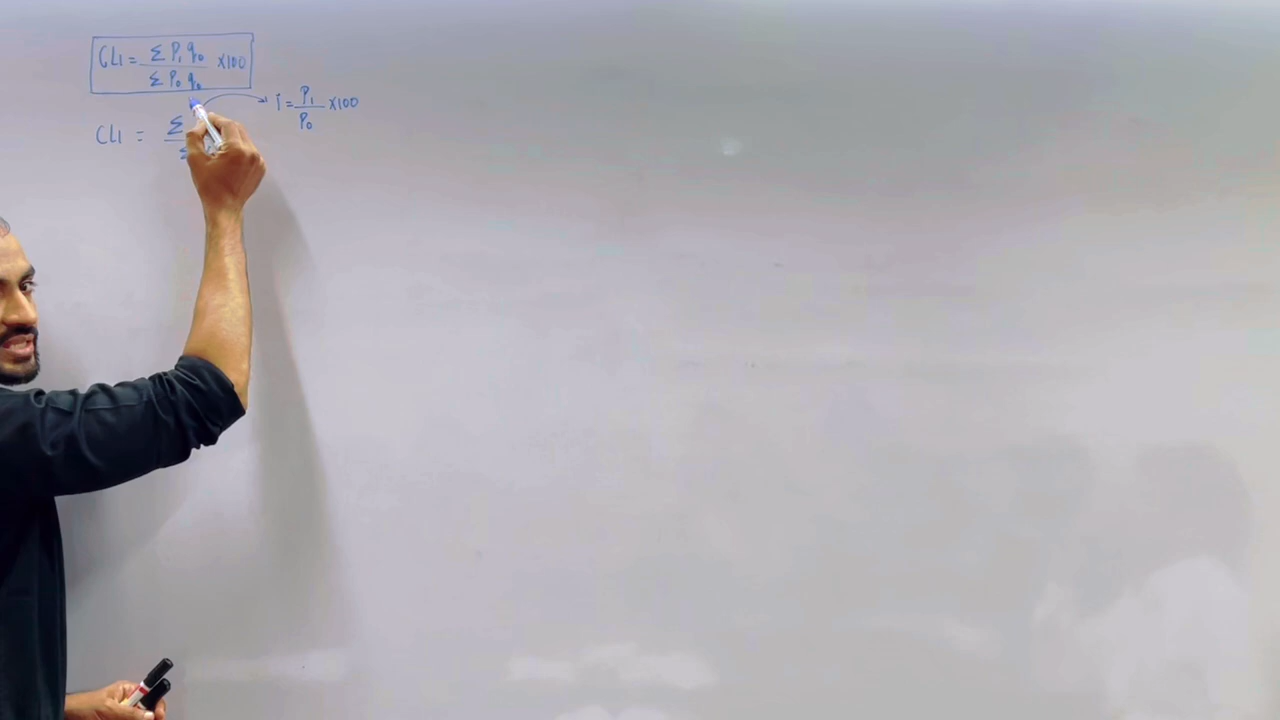 CLI = Σ P₁ q₀ / Σ P₀ q₀ ×100
I = P₁ / P₀ ×100
CLI = Σ